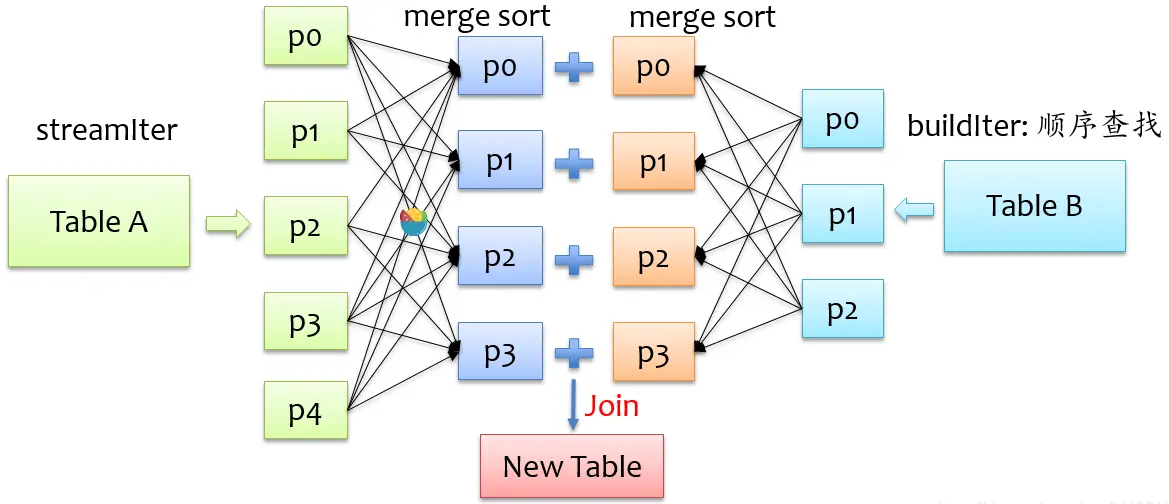 merge sort
merge sort
streamIter
Table A
p0
p1
p2
p3
p4
p0
p1
p2
p3
p0
p1
p2
p3
p0
p1
p2
buildIter: 顺序查找
Table B
Join
New Table